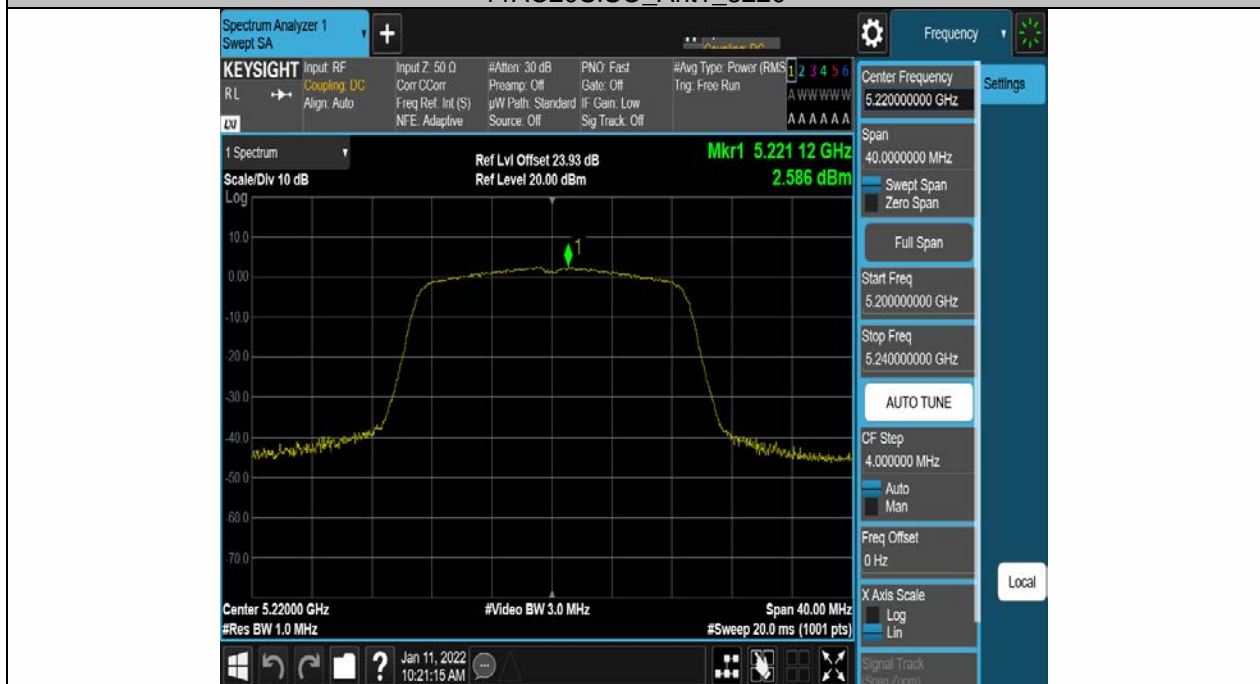 Spectrum Analyzer 1
Swept SA
+
Frequency
KEYSIGHT
RL
LXI
Input: RF
Coupling: DC
Align: Auto
Input Z: 50 Ω
Corr CCorr
Freq Ref: Int (S)
NFE: Adaptive
#Atten: 30 dB
Preamp: Off
µW Path: Standard
Source: Off
PNO: Fast
Gate: Off
IF Gain: Low
Sig Track: Off
#Avg Type: Power (RMS
Trig: Free Run
1 2 3 4 5 6
A W W W W W
A A A A A A
1 Spectrum
Scale/Div 10 dB
Log
Ref Lvl Offset 23.93 dB
Ref Level 20.00 dBm
Mkr1 5.221 12 GHz
2.586 dBm
1
10.0
0.00
-10.0
-20.0
-30.0
-40.0
-50.0
-60.0
-70.0
Center 5.22000 GHz
#Res BW 1.0 MHz
#Video BW 3.0 MHz
Span 40.00 MHz
#Sweep 20.0 ms (1001 pts)
Center Frequency
5.220000000 GHz
Settings
Span
40.0000000 MHz
Swept Span
Zero Span
Full Span
Start Freq
5.200000000 GHz
Stop Freq
5.240000000 GHz
AUTO TUNE
CF Step
4.000000 MHz
Auto
Man
Freq Offset
0 Hz
X Axis Scale
Log
Lin
Local
Signal Track
(Span Zoom)
?
Jan 11, 2022
10:21:15 AM